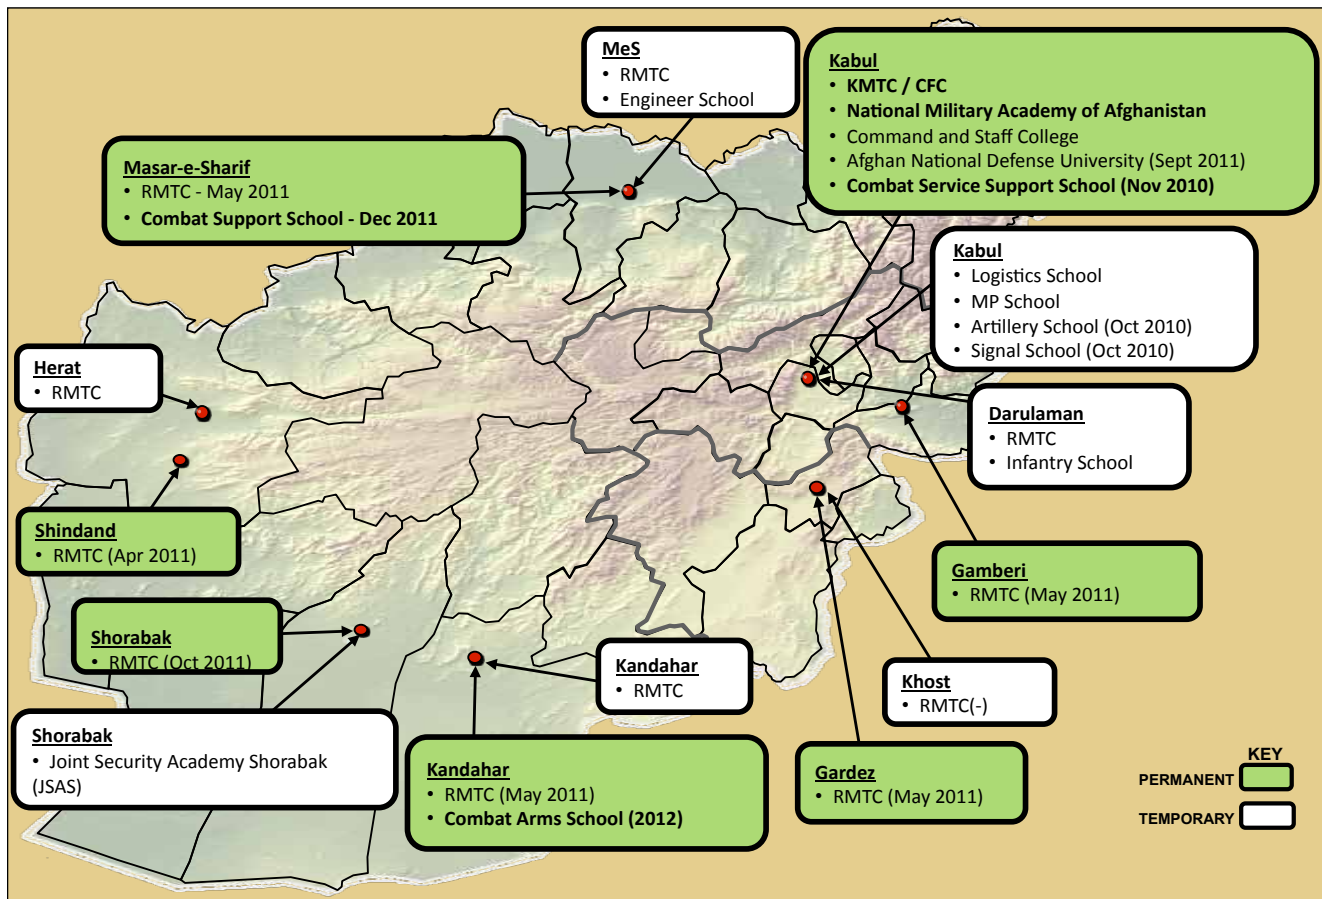 MeS
• RMTC
• Engineer School
Kabul
• KMTC / CFC
• National Military Academy of Afghanistan
• Command and Staff College
• Afghan National Defense University (Sept 2011)
• Combat Service Support School (Nov 2010)
Masar-e-Sharif
• RMTC - May 2011
• Combat Support School - Dec 2011
Kabul
• Logistics School
• MP School
• Artillery School (Oct 2010)
• Signal School (Oct 2010)
Herat
• RMTC
Darulaman
• RMTC
• Infantry School
Shindand
• RMTC (Apr 2011)
Gamberi
• RMTC (May 2011)
Shorabak
• RMTC (Oct 2011)
Kandahar
• RMTC
Khost
• RMTC(-)
Shorabak
• Joint Security Academy Shorabak
(JSAS)
Kandahar
• RMTC (May 2011)
• Combat Arms School (2012)
Gardez
• RMTC (May 2011)
KEY
PERMANENT
TEMPORARY